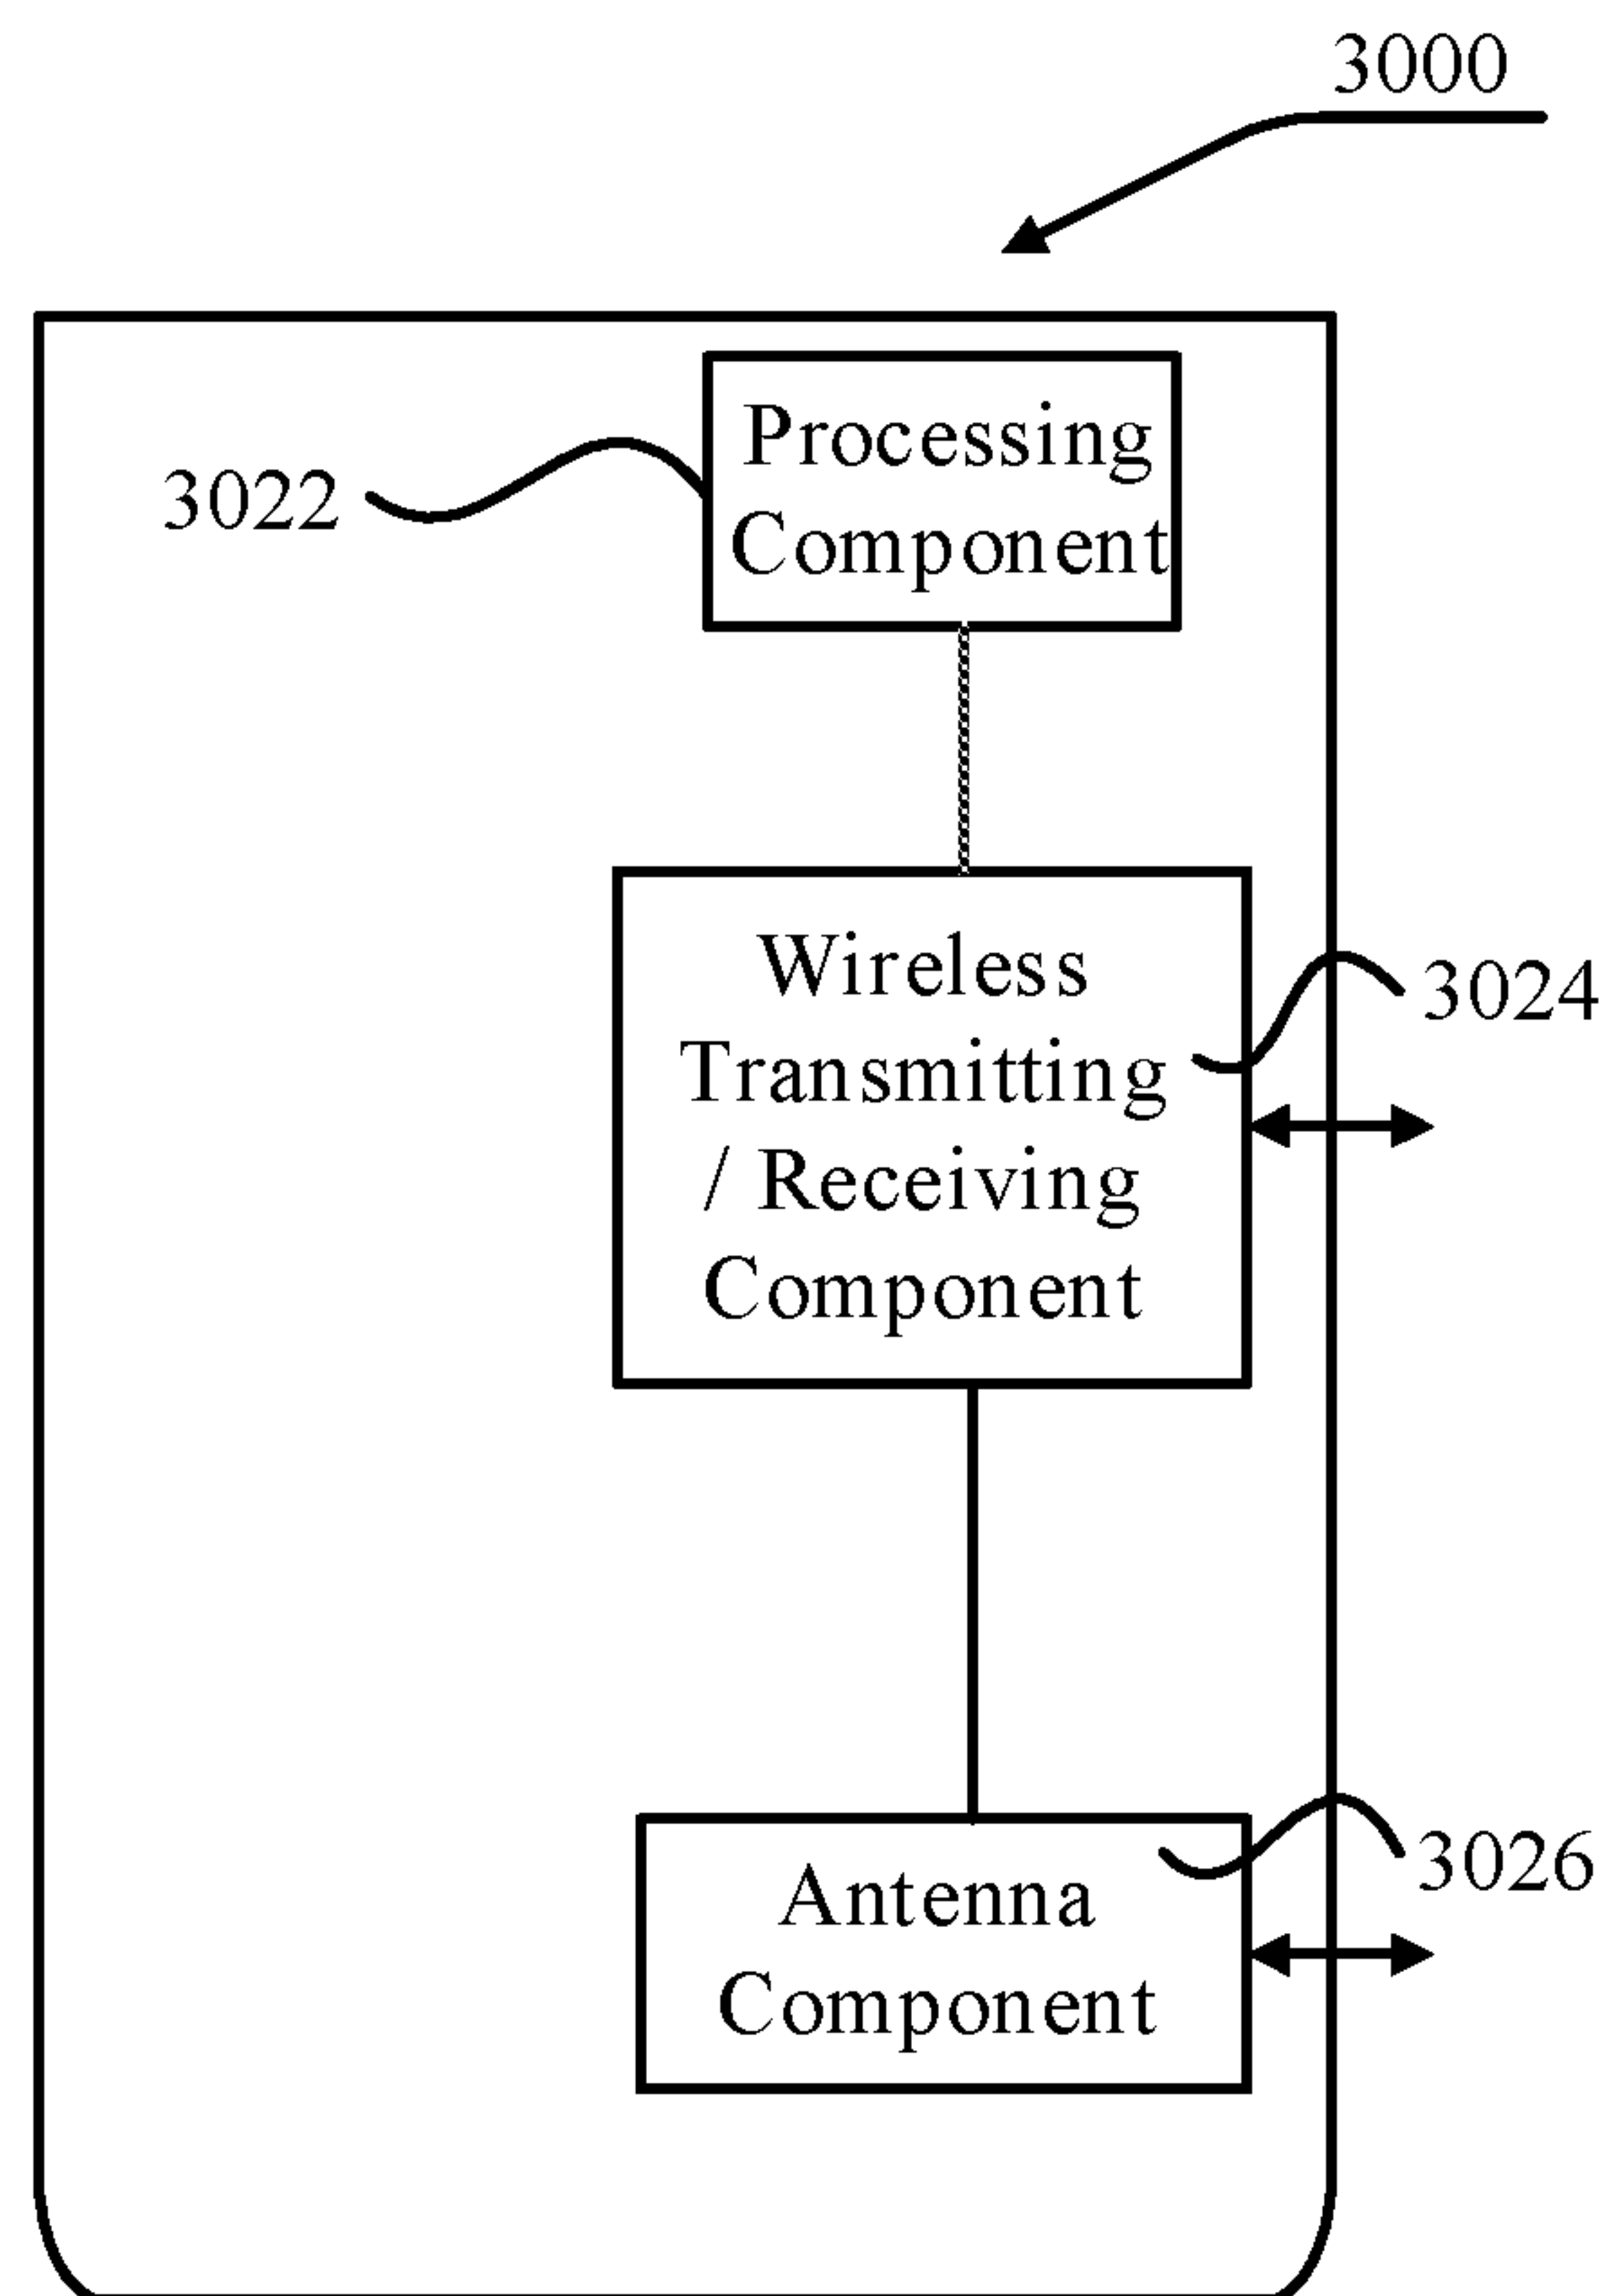 3000
Processing
Component
3022
Wireless
Transmitting
/ Receiving
Component
3024
Antenna
Component
3026